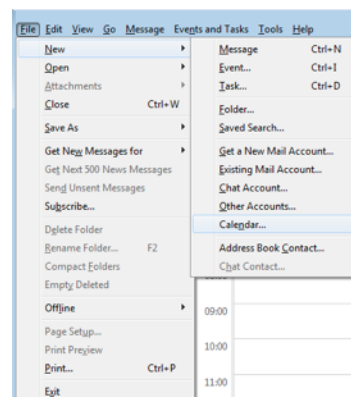 File Edit View Go Message Events and Tasks Tools Help
New
Open
Attachments
Close Ctrl+W
Save As
Get New Messages for
Get Next 500 News Messages
Send Unsent Messages
Subscribe...
Delete Folder
Rename Folder... F2
Compact Folders
Empty Deleted
Offline
Page Setup...
Print Preview
Print... Ctrl+P
Exit
Message Ctrl+N
Event... Ctrl+I
Task... Ctrl+D
Folder...
Saved Search...
Get a New Mail Account...
Existing Mail Account...
Chat Account...
Other Accounts...
Calendar...
Address Book Contact...
Chat Contact...
09:00
10:00
11:00